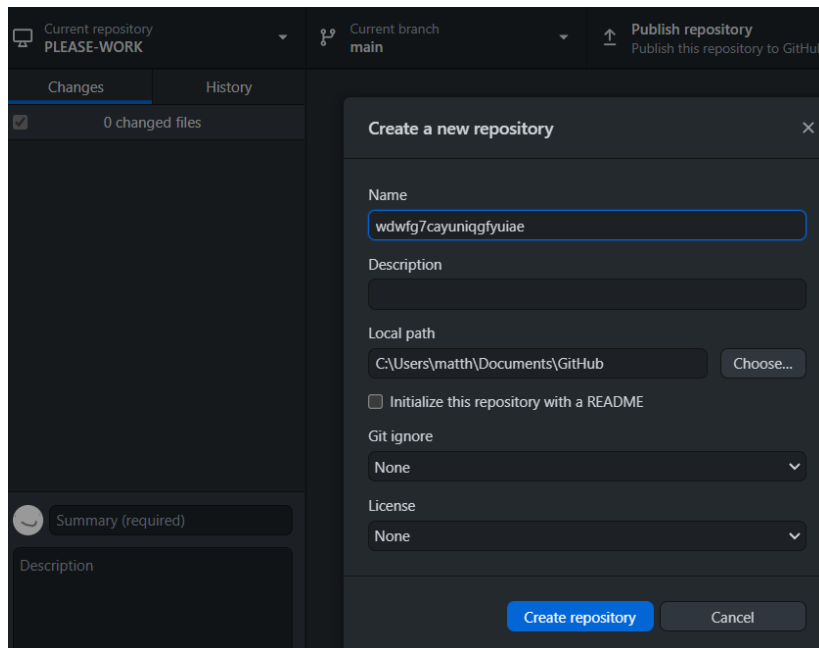 Current repository
PLEASE-WORK
Current branch
main
Publish repository
Publish this repository to GitHu
Changes
History
0 changed files
Create a new repository
Name
wdwfg7cayuniqgfyuiae
Description
Local path
C:\Users\matth\Documents\GitHub
Choose...
Initialize this repository with a README
Git ignore
None
License
None
Summary (required)
Description
Create repository
Cancel